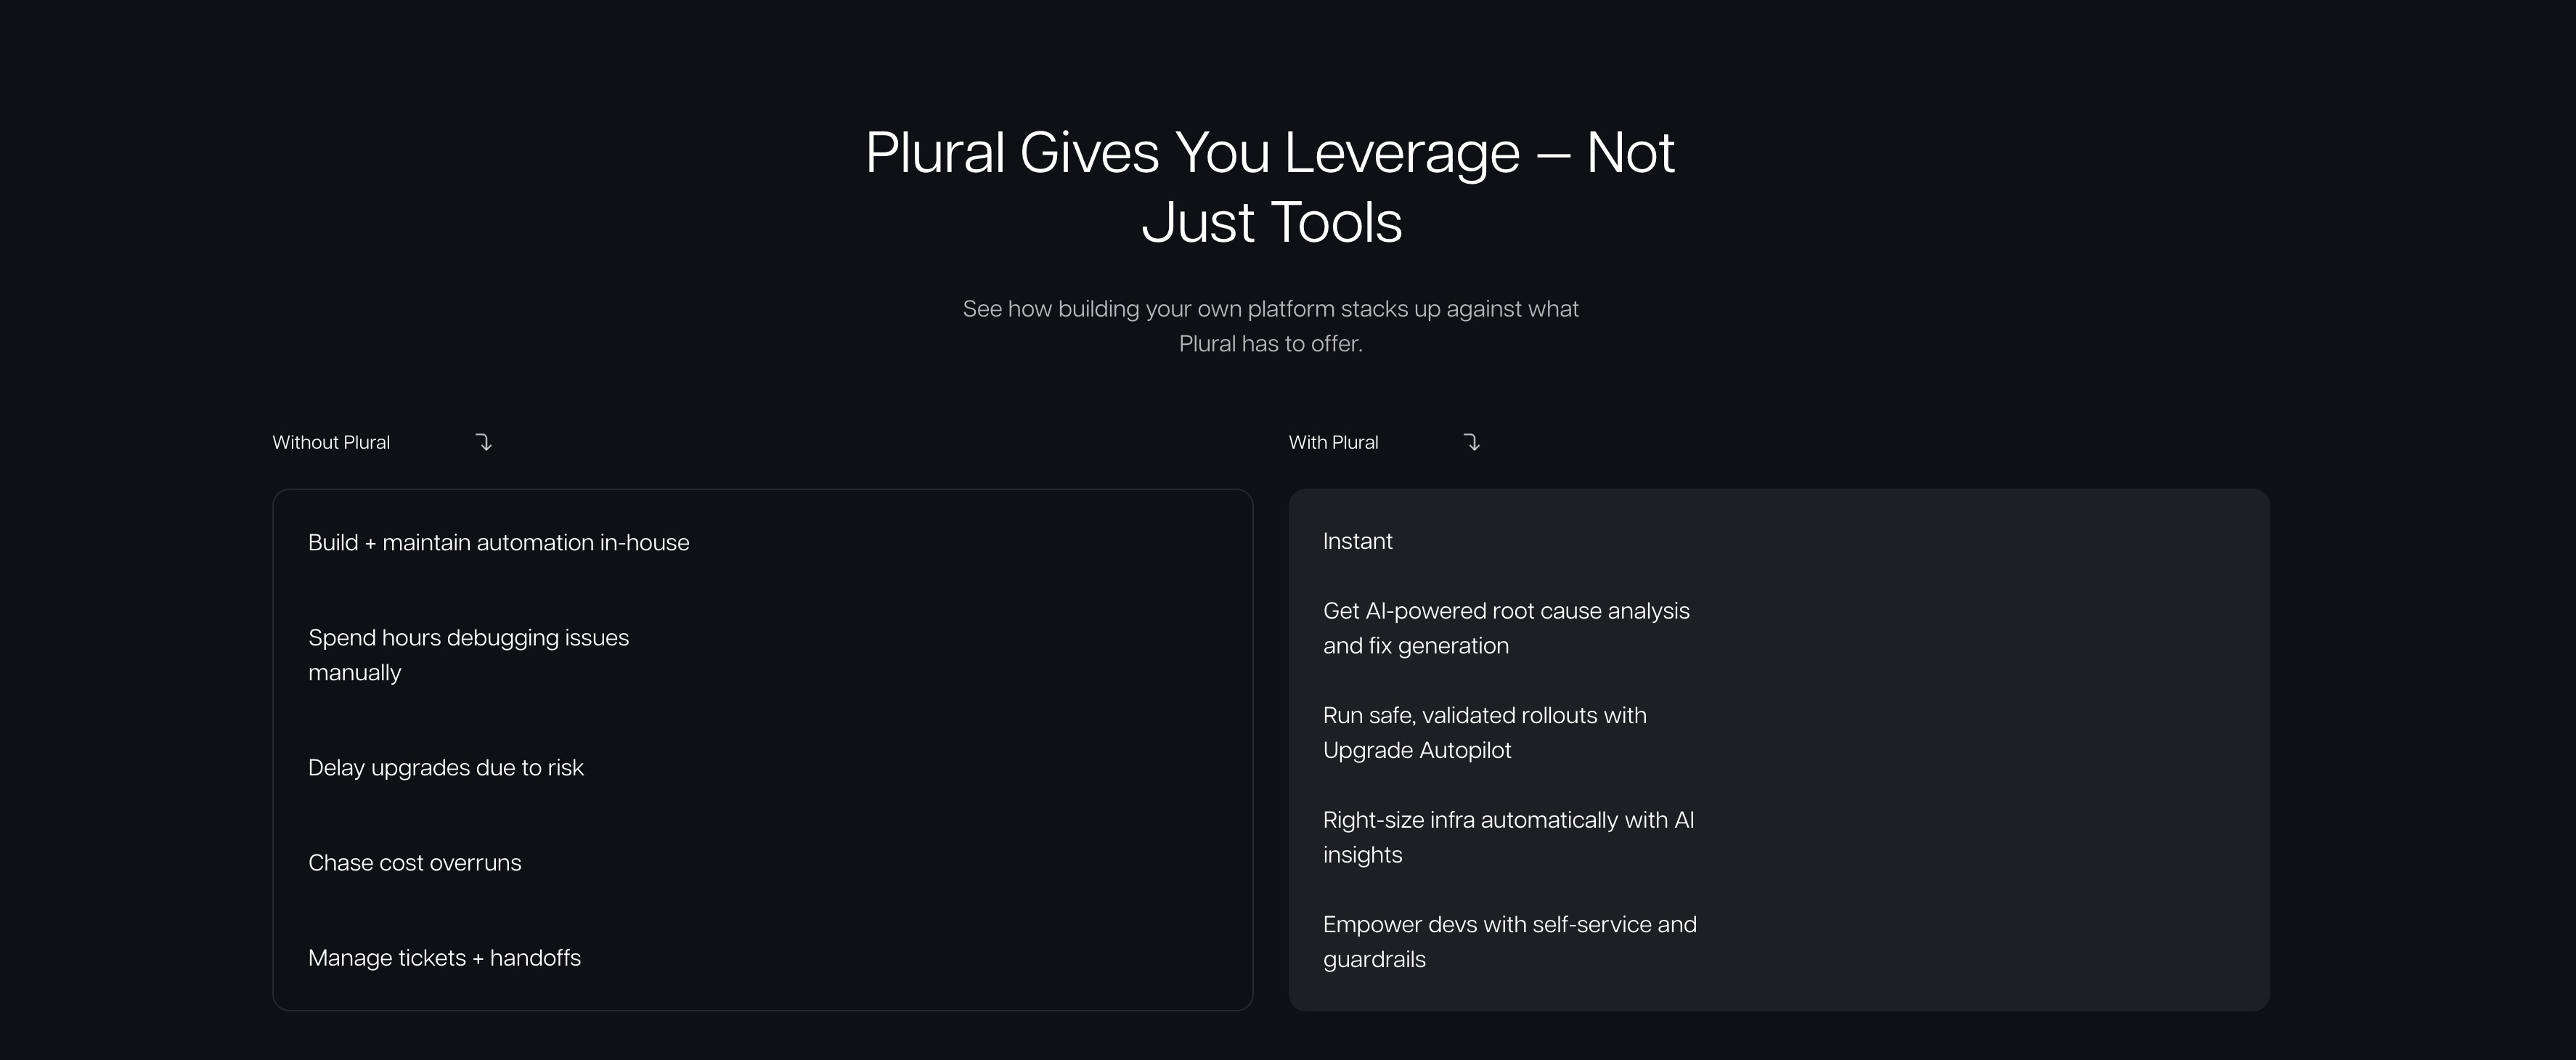 Plural Gives You Leverage – Not
Just Tools
See how building your own platform stacks up against what
Plural has to offer.
Without Plural
Build + maintain automation in-house
Spend hours debugging issues
manually
Delay upgrades due to risk
Chase cost overruns
Manage tickets + handoffs
With Plural
Instant
Get AI-powered root cause analysis
and fix generation
Run safe, validated rollouts with
Upgrade Autopilot
Right-size infra automatically with AI
insights
Empower devs with self-service and
guardrails